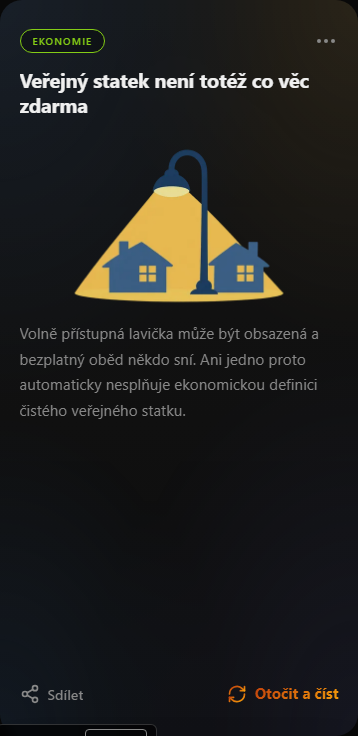 EKONOMIE
Veřejný statek není totéž co věc
zdarma
Volně přístupná lavička může být obsazená a
bezplatný oběd někdo sní. Ani jedno proto
automaticky nesplňuje ekonomickou definici
čistého veřejného statku.
Sdílet
Otočit a číst